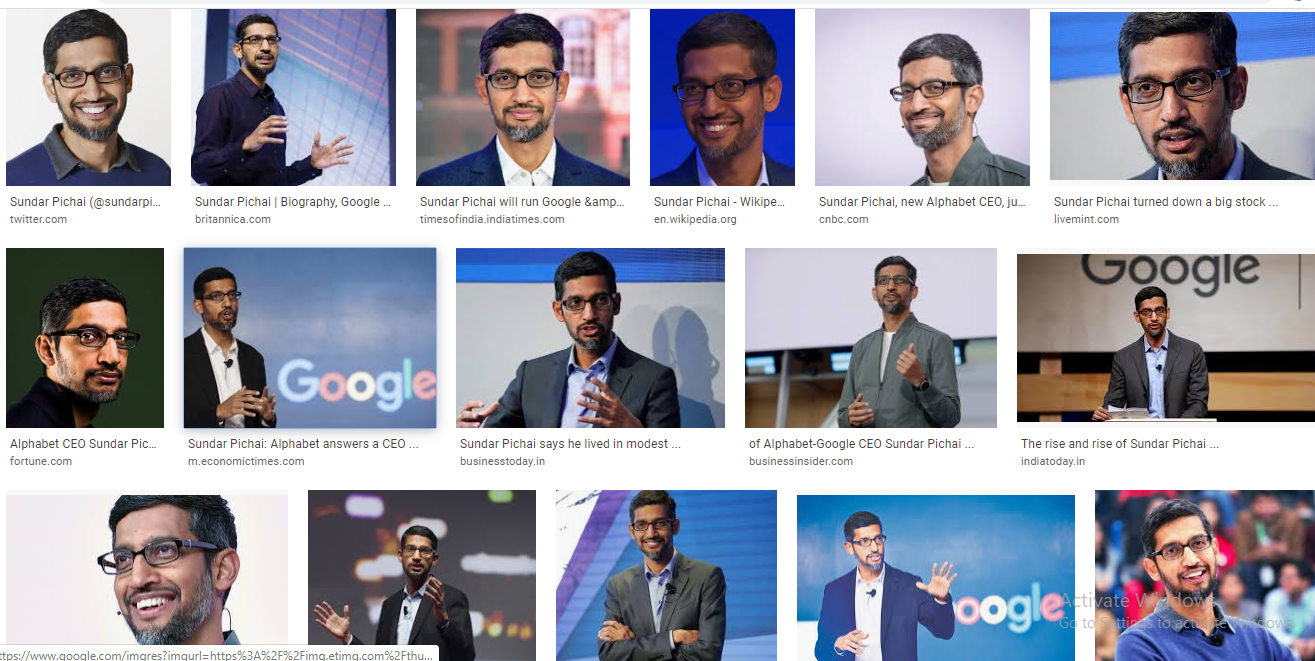 Sundar Pichai (@sundarpi...
twitter.com
Sundar Pichai | Biography, Google ...
britannica.com
Sundar Pichai will run Google &amp...
timesofindia.indiatimes.com
Sundar Pichai - Wikipe...
en.wikipedia.org
Sundar Pichai, new Alphabet CEO, ju...
cnbc.com
Sundar Pichai turned down a big stock ...
livemint.com
Google
Google
Alphabet CEO Sundar Pic...
fortune.com
Sundar Pichai: Alphabet answers a CEO ...
m.economictimes.com
Sundar Pichai says he lived in modest ...
businesstoday.in
of Alphabet-Google CEO Sundar Pichai ...
businessinsider.com
The rise and rise of Sundar Pichai ...
indiatoday.in
oogle
Activate Windows
Go to Settings to activate Windows.
ttps://www.google.com/imgres?imgurl=https%3A%2F%2Fimg.etimg.com%2Fthu...